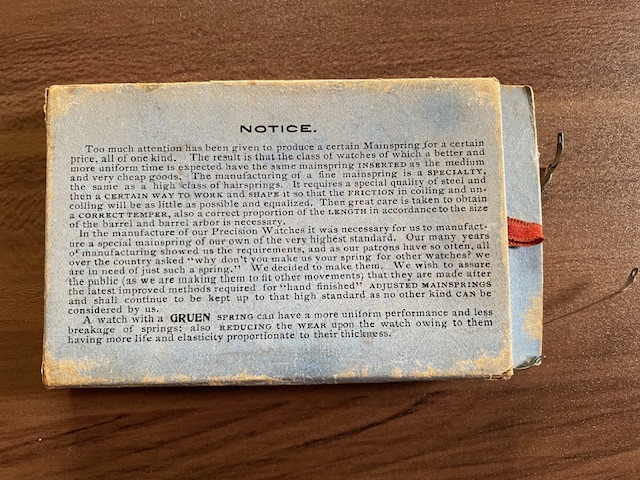 NOTICE.
Too much attention has been given to produce a certain Mainspring for a certain
price, all of one kind. The result is that the class of watches of which a better and
more uniform time is expected have the same mainspring INSERTED as the medium
and very cheap goods. The manufacturing of a fine mainspring is a SPECIALTY,
the same as a high class of hairsprings. It requires a special quality of steel and
then a CERTAIN WAY TO WORK and SHAPE it so that the FRICTION in coiling and un-
coiling will be as little as possible and equalized. Then great care is taken to obtain
a CORRECT TEMPER, also a correct proportion of the LENGTH in accordance to the size
of the barrel and barrel arbor is necessary.
In the manufacture of our Precision Watches it was necessary for us to manufact-
ure a special mainspring of our own of the very highest standard. Our many years
of manufacturing showed us the requirements, and as our patrons have so often, all
over the country asked "why don't you make us your spring for other watches? we
are in need of just such a spring." We decided to make them. We wish to assure
the public (as we are making them to fit other movements) that they are made after
the latest improved methods required for "hand finished" ADJUSTED MAINSPRINGS
and shall continue to be kept up to that high standard as no other kind CAN be
considered by us.
A watch with a GRUEN SPRING can have a more uniform performance and less
breakage of springs; also REDUCING the WEAR upon the watch owing to them
having more life and elasticity proportionate to their thickness.